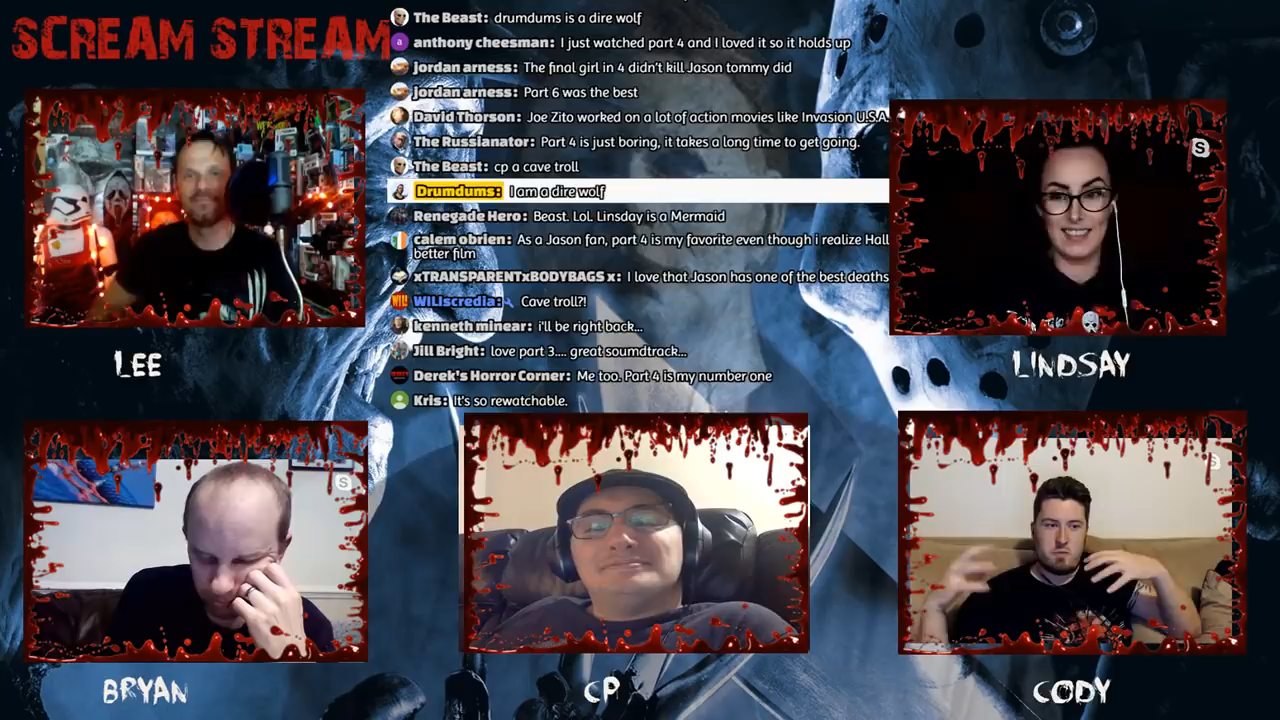 SCREAM STREAM
The Beast: drumdums is a dire wolf
anthony cheesman: I just watched part 4 and I loved it so it holds up
jordan arness: The final girl in 4 didn't kill Jason tommy did
jordan arness: Part 6 was the best
David Thorson: Joe Zito worked on a lot of action movies like Invasion U.S.A.
The Russianator: Part 4 is just boring, it takes a long time to get going.
The Beast: cp a cave troll
Drumdums: I am a dire wolf
Renegade Hero: Beast. Lol. Linsday is a Mermaid
calem obrien: As a Jason fan, part 4 is my favorite even though i realize Hall
better film
xTRANSPARENTxBODYBAGS x: I love that Jason has one of the best deaths
WILIscredia: Cave troll?!
kenneth minear: i'll be right back...
Jill Bright: love part 3.... great soumdtrack...
Derek's Horror Corner: Me too. Part 4 is my number one
Kris: It's so rewatchable.
LEE
LINDSAY
BRYAN
CP
CODY